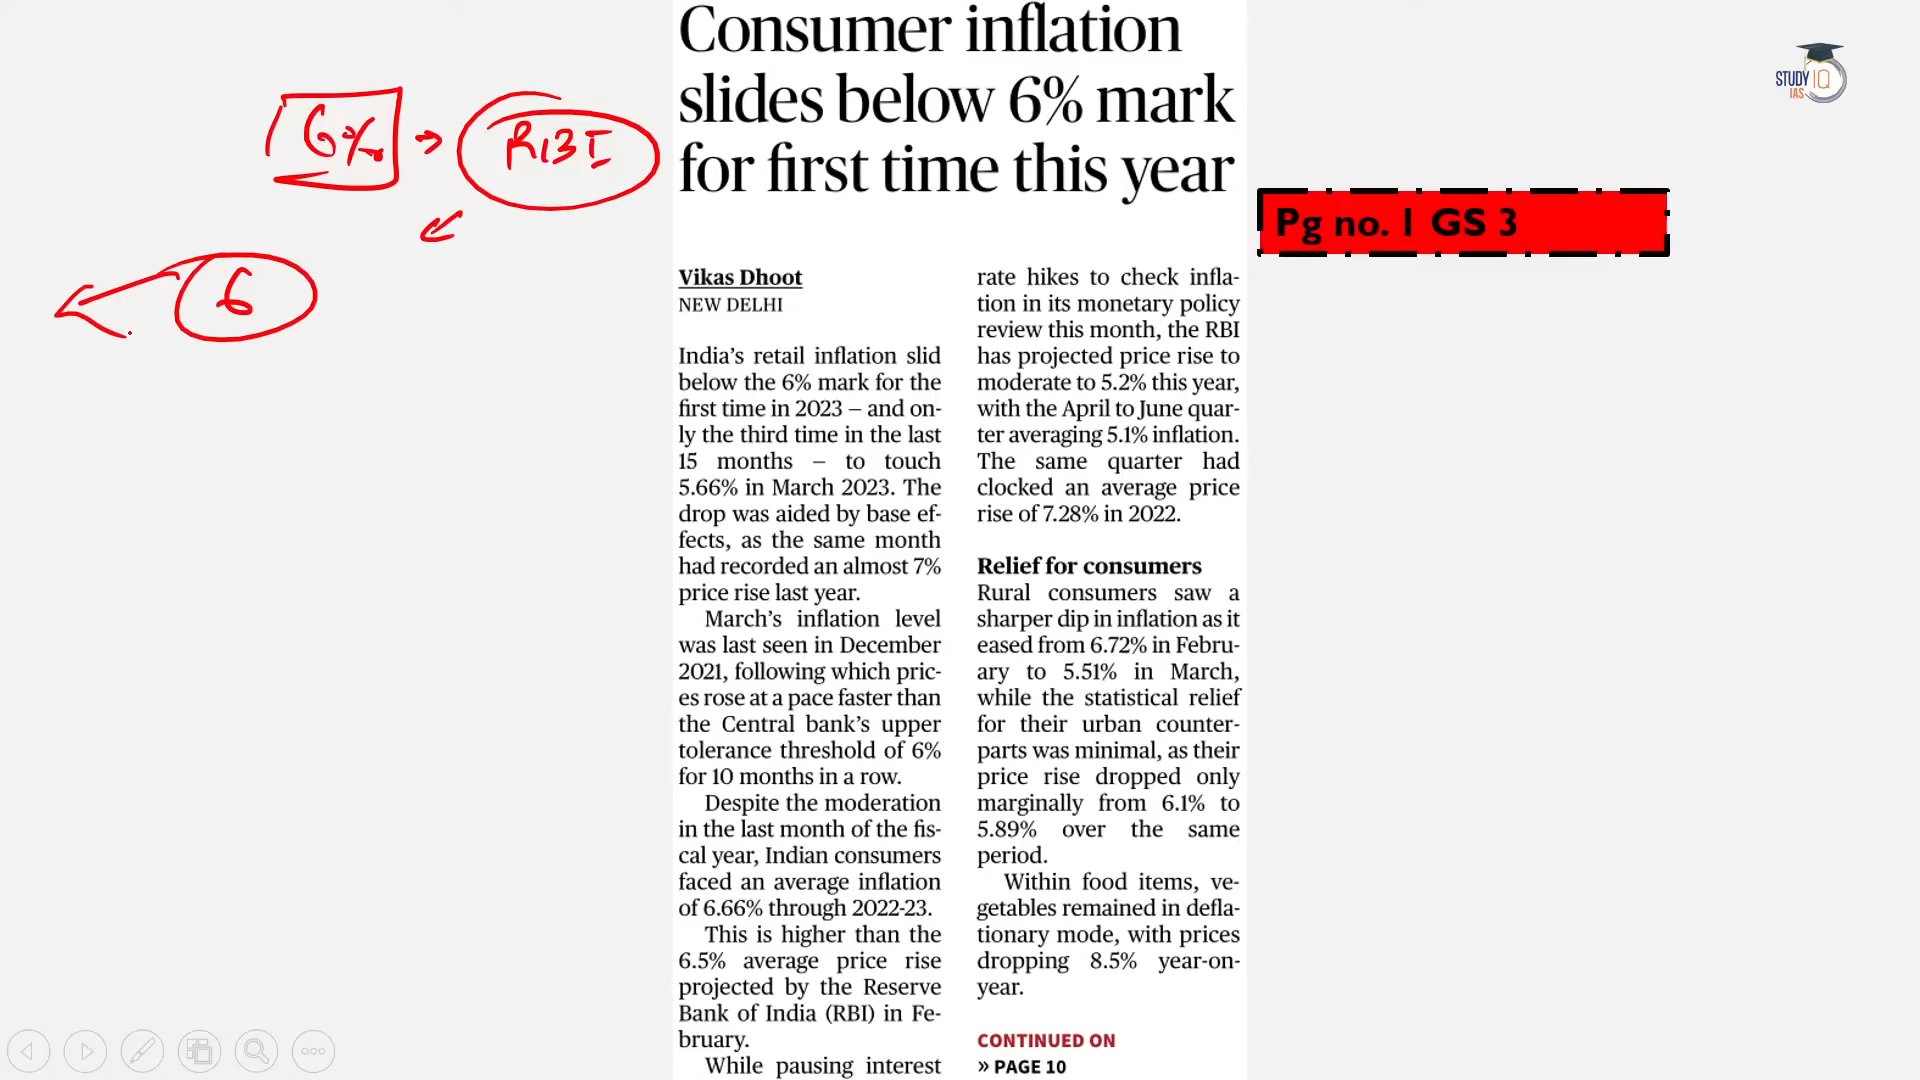 Consumer inflation
slides below 6% mark
for first time this year
6% → RBI
6
STUDY IQ
IAS
Pg no. 1 GS 3
Vikas Dhoot
NEW DELHI
India's retail inflation slid
below the 6% mark for the
first time in 2023 – and on-
ly the third time in the last
15 months – to touch
5.66% in March 2023. The
drop was aided by base ef-
fects, as the same month
had recorded an almost 7%
price rise last year.
March's inflation level
was last seen in December
2021, following which pric-
es rose at a pace faster than
the Central bank's upper
tolerance threshold of 6%
for 10 months in a row.
Despite the moderation
in the last month of the fis-
cal year, Indian consumers
faced an average inflation
of 6.66% through 2022-23.
This is higher than the
6.5% average price rise
projected by the Reserve
Bank of India (RBI) in Fe-
bruary.
While pausing interest
rate hikes to check infla-
tion in its monetary policy
review this month, the RBI
has projected price rise to
moderate to 5.2% this year,
with the April to June quar-
ter averaging 5.1% inflation.
The same quarter had
clocked an average price
rise of 7.28% in 2022.
Relief for consumers
Rural consumers saw a
sharper dip in inflation as it
eased from 6.72% in Febru-
ary to 5.51% in March,
while the statistical relief
for their urban counter-
parts was minimal, as their
price rise dropped only
marginally from 6.1% to
5.89% over the same
period.
Within food items, ve-
getables remained in defla-
tionary mode, with prices
dropping 8.5% year-on-
year.
CONTINUED ON
» PAGE 10